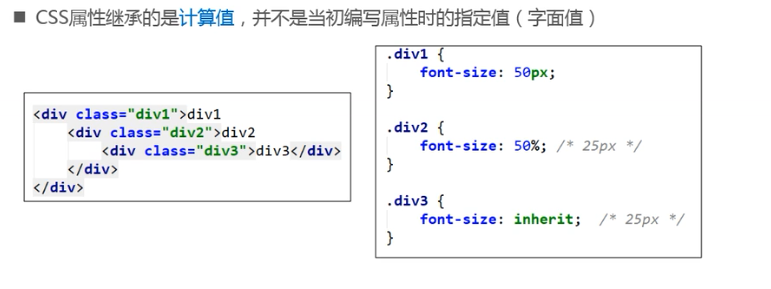 ■ CSS属性继承的是计算值，并不是当初编写属性时的指定值（字面值）
<div class="div1">div1
    <div class="div2">div2
        <div class="div3">div3</div>
    </div>
</div>
.div1 {
    font-size: 50px;
}
.div2 {
    font-size: 50%; /* 25px */
}
.div3 {
    font-size: inherit;  /* 25px */
}